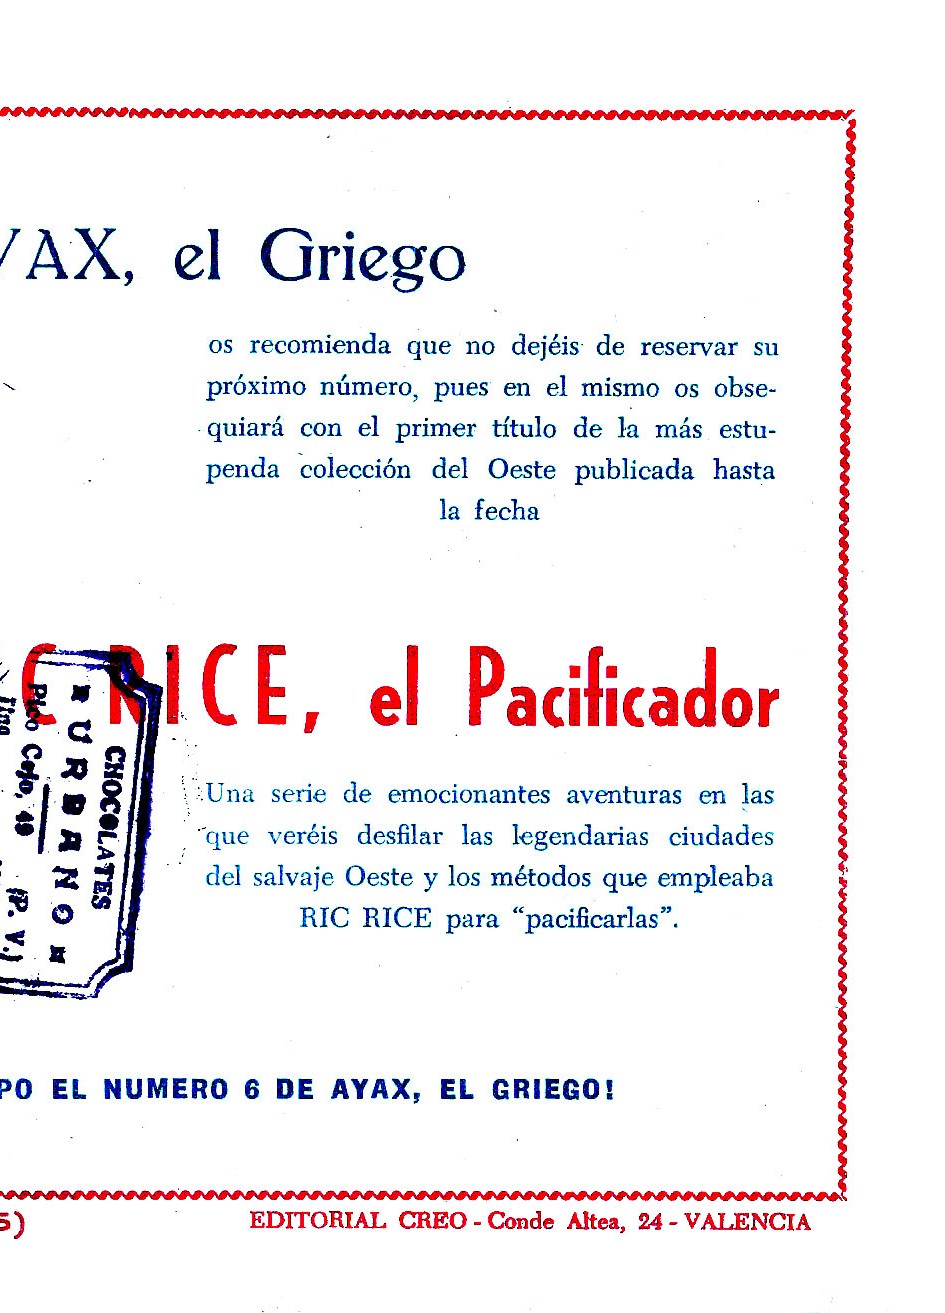 YAX, el Griego
os recomienda que no dejéis de reservar su
próximo número, pues en el mismo os obse-
quiará con el primer título de la más estu-
penda colección del Oeste publicada hasta
la fecha
C RICE, el Pacificador
CHOCOLATES
URBANO
Pico Cejo, 49 (P. V.)
Una serie de emocionantes aventuras en las
que veréis desfilar las legendarias ciudades
del salvaje Oeste y los métodos que empleaba
RIC RICE para “pacificarlas”.
PO EL NUMERO 6 DE AYAX, EL GRIEGO!
5)
EDITORIAL CREO - Conde Altea, 24 - VALENCIA